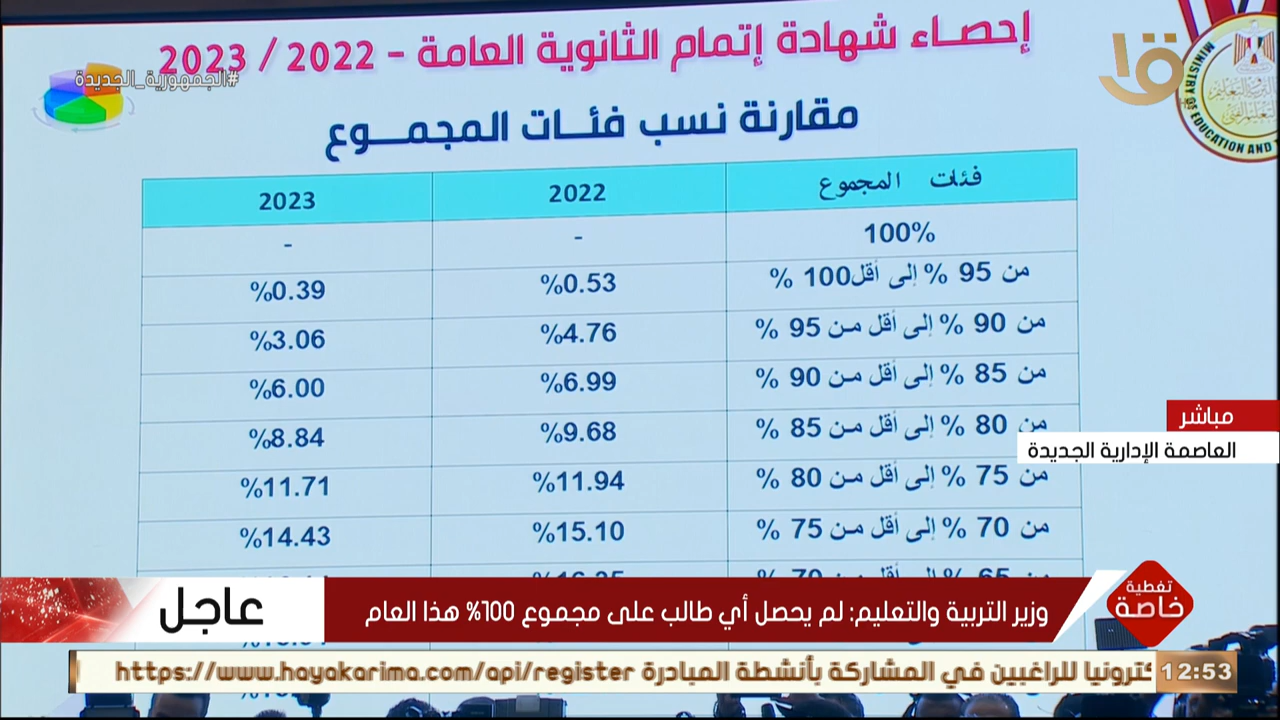 إحصاء شهادة إتمام الثانوية العامة - 2022 / 2023
#الجمهورية_الجديدة
MINISTRY OF EDUCATION AND
مقارنة نسب فئات المجموع
فئات المجموع 2022 2023
100% - -
من 95 % إلى أقل100 % %0.53 %0.39
من 90 % إلى أقل من 95 % %4.76 %3.06
من 85 % إلى أقل من 90 % %6.99 %6.00
من 80 % إلى أقل من 85 % %9.68 %8.84
من 75 % إلى أقل من 80 % %11.94 %11.71
من 70 % إلى أقل من 75 % %15.10 %14.43
مباشر
العاصمة الإدارية الجديدة
تغطية
خاصة
وزير التربية والتعليم: لم يحصل أي طالب على مجموع 100% هذا العام
عاجل
12:53
للراغبين في المشاركة بأنشطة المبادرة https://www.hayakarima.com/api/register